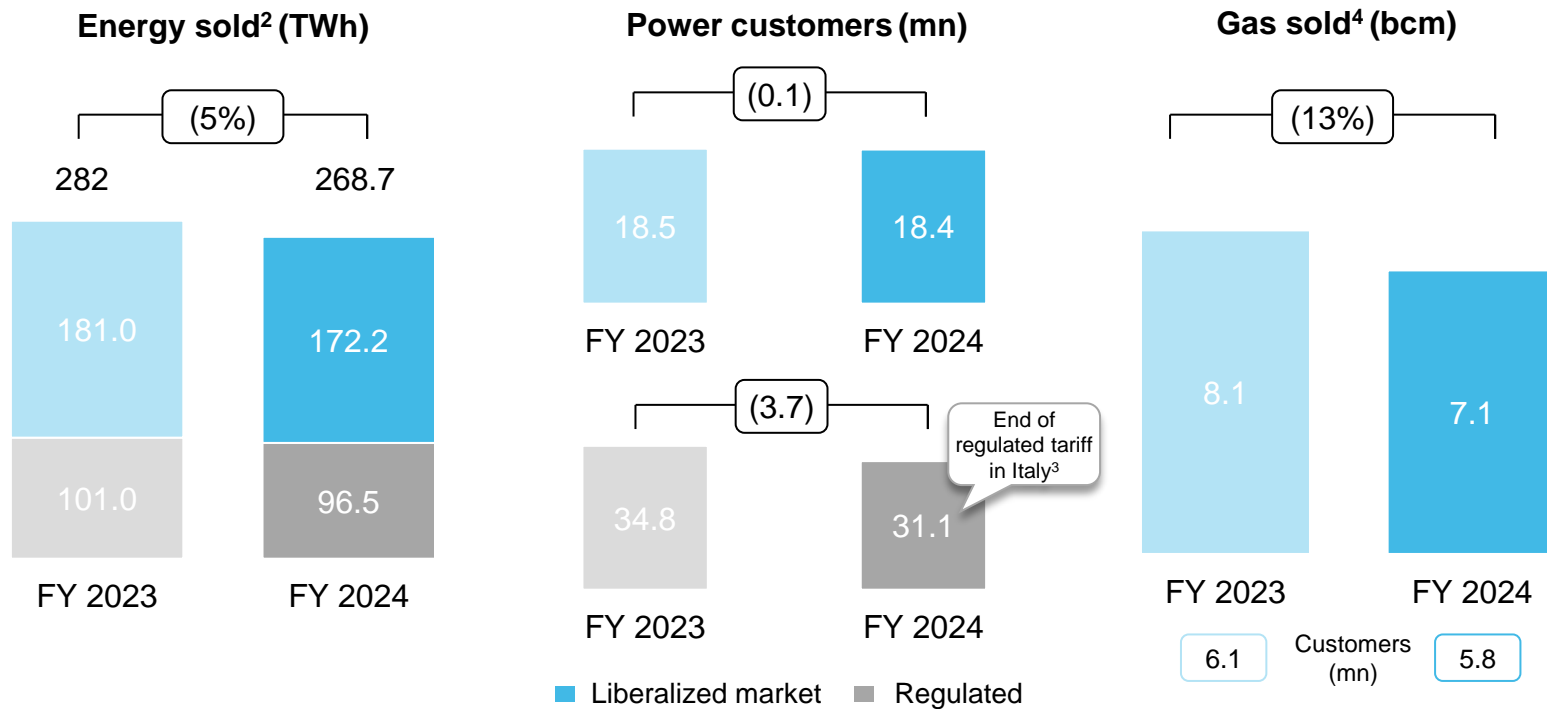 Energy sold² (TWh)
(5%)
282
268.7
181.0
172.2
101.0
96.5
FY 2023
FY 2024
Power customers (mn)
(0.1)
18.5
18.4
FY 2023
FY 2024
(3.7)
End of
regulated tariff
in Italy³
34.8
31.1
FY 2023
FY 2024
Liberalized market
Regulated
Gas sold⁴ (bcm)
(13%)
8.1
7.1
FY 2023
FY 2024
6.1
Customers
(mn)
5.8